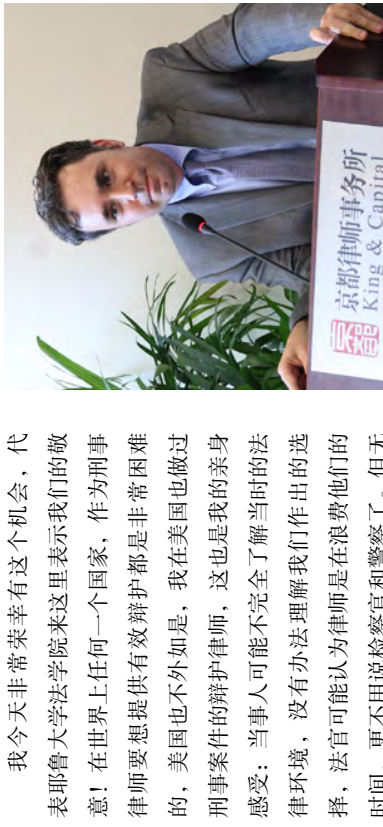 我今天非常荣幸有这个机会，代
表耶鲁大学法学院来这里表示我们的敬
意！在世界上任何一个国家，作为刑事
律师要想提供有效辩护都是非常困难
的，美国也不外如是，我在美国也做过
刑事案件的辩护律师，这也是我的亲身
感受：当事人可能不完全了解当时的法
律环境，没有办法理解我们作出的选
择，法官可能认为律师是在浪费他们的
时间，更不用说检察官和警察了。但无
京都律师事务所
King & Capital
京都